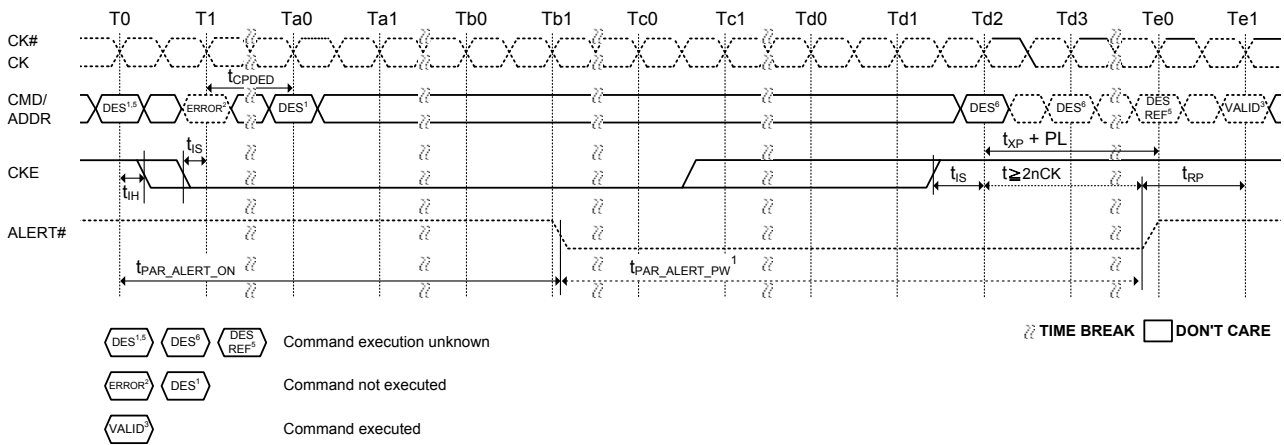 T0 T1 Ta0 Ta1 Tb0 Tb1 Tc0 Tc1 Td0 Td1 Td2 Td3 Te0 Te1
CK#
CK
tCPDED
CMD/
ADDR
DES1,5 ERROR2 DES1 DES6 DES6 DES REF5 VALID3
tIS
tXP + PL
CKE
tIH
tIS t≧2nCK tRP
ALERT#
tPAR_ALERT_ON tPAR_ALERT_PW1
DES1,5 DES6 DES REF5 Command execution unknown
TIME BREAK DON'T CARE
ERROR2 DES1 Command not executed
VALID3 Command executed